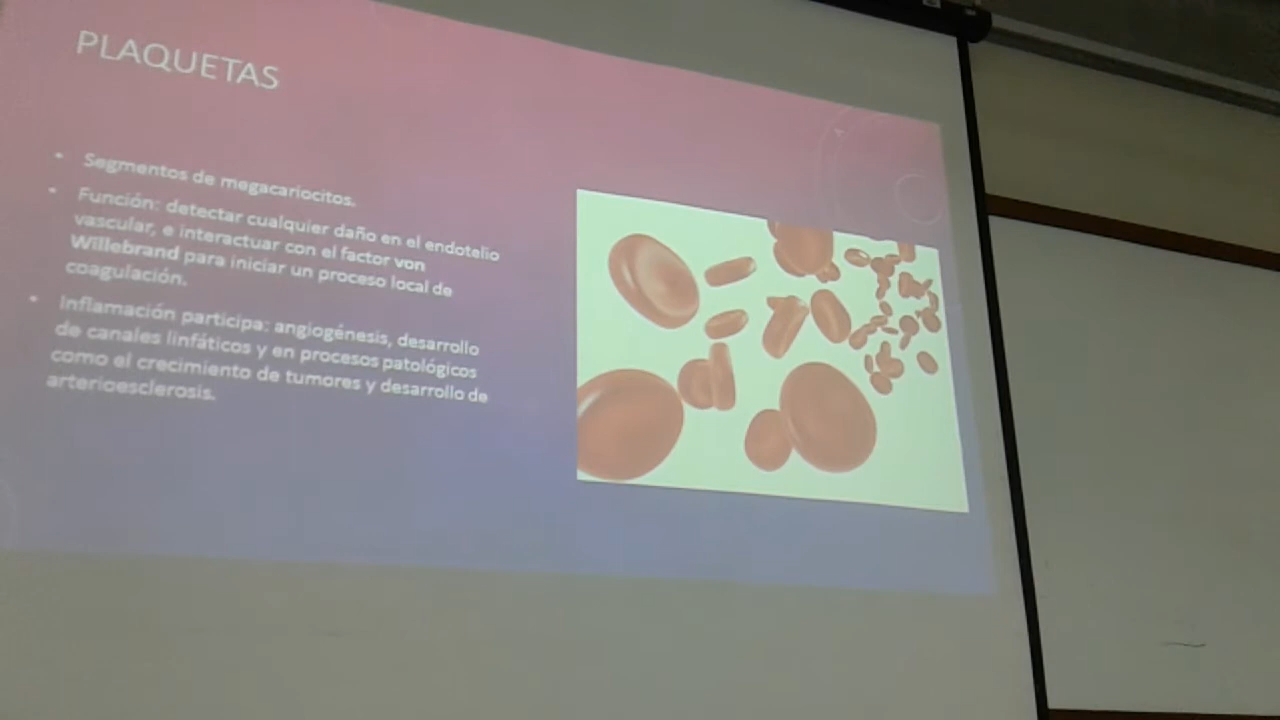 PLAQUETAS
• Segmentos de megacariocitos.
• Función: detectar cualquier daño en el endotelio
vascular, e interactuar con el factor von
Willebrand para iniciar un proceso local de
coagulación.
• Inflamación participa: angiogénesis, desarrollo
de canales linfáticos y en procesos patológicos
como el crecimiento de tumores y desarrollo de
arterioesclerosis.